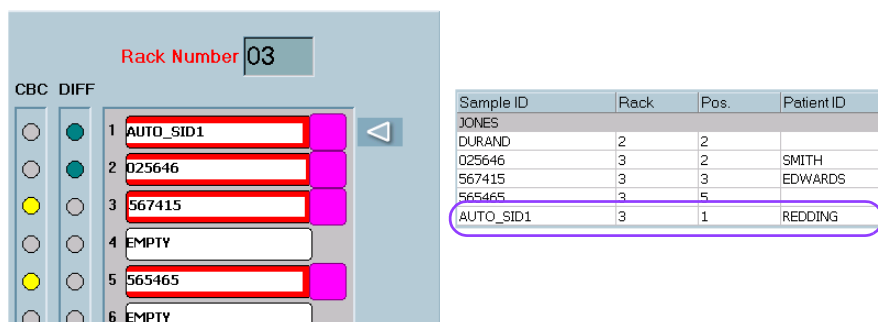 Rack Number 03
CBC DIFF
1 AUTO_SID1
2 025646
3 567415
4 EMPTY
5 565465
6 EMPTY
Sample ID Rack Pos. Patient ID
JONES
DURAND 2 2
025646 3 2 SMITH
567415 3 3 EDWARDS
565465 3 5
AUTO_SID1 3 1 REDDING